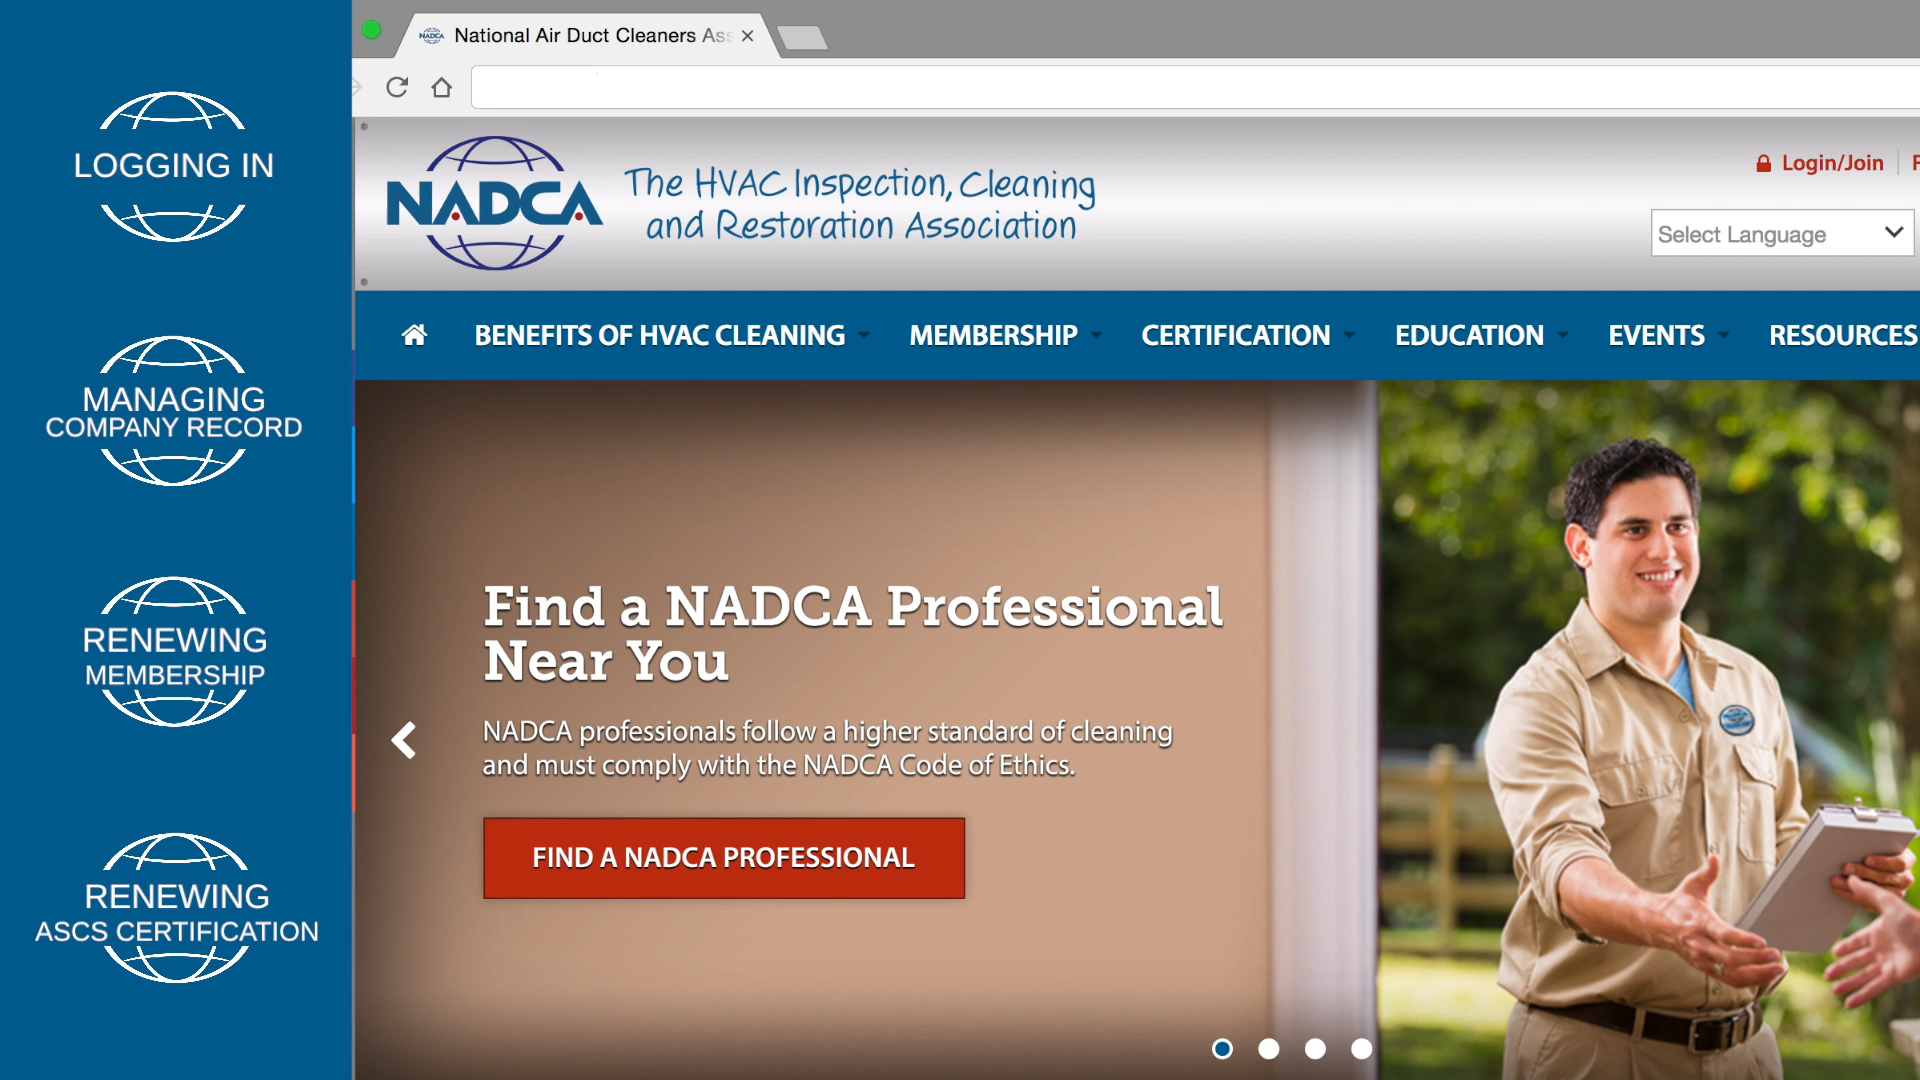 LOGGING IN
MANAGING
COMPANY RECORD
RENEWING
MEMBERSHIP
RENEWING
ASCS CERTIFICATION
NADCA
National Air Duct Cleaners Ass
NADCA
The HVAC Inspection, Cleaning
and Restoration Association
Login/Join
Select Language
BENEFITS OF HVAC CLEANING MEMBERSHIP CERTIFICATION EDUCATION EVENTS RESOURCES
Find a NADCA Professional
Near You
NADCA professionals follow a higher standard of cleaning
and must comply with the NADCA Code of Ethics.
FIND A NADCA PROFESSIONAL